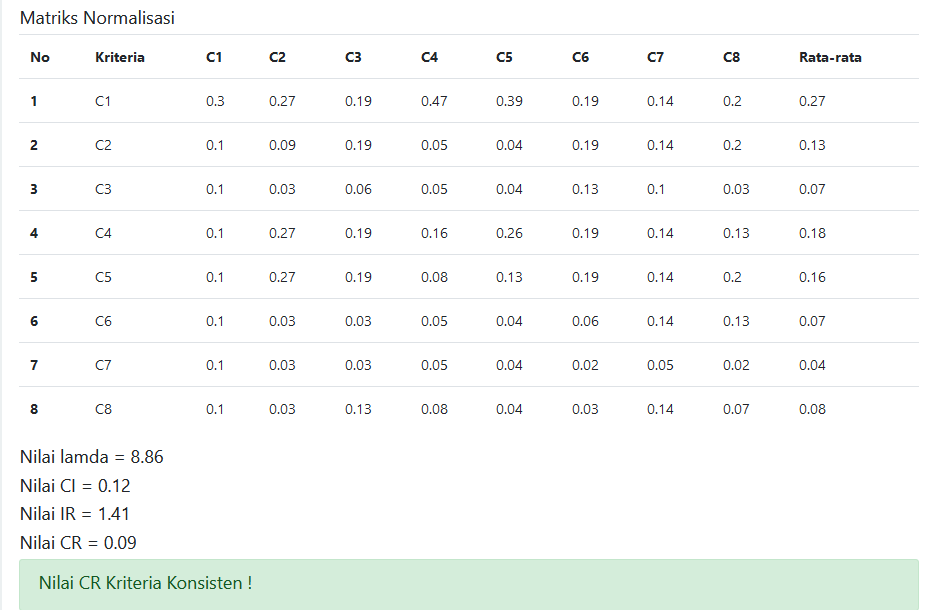 Matriks Normalisasi
No Kriteria C1 C2 C3 C4 C5 C6 C7 C8 Rata-rata
1 C1 0.3 0.27 0.19 0.47 0.39 0.19 0.14 0.2 0.27
2 C2 0.1 0.09 0.19 0.05 0.04 0.19 0.14 0.2 0.13
3 C3 0.1 0.03 0.06 0.05 0.04 0.13 0.1 0.03 0.07
4 C4 0.1 0.27 0.19 0.16 0.26 0.19 0.14 0.13 0.18
5 C5 0.1 0.27 0.19 0.08 0.13 0.19 0.14 0.2 0.16
6 C6 0.1 0.03 0.03 0.05 0.04 0.06 0.14 0.13 0.07
7 C7 0.1 0.03 0.03 0.05 0.04 0.02 0.05 0.02 0.04
8 C8 0.1 0.03 0.13 0.08 0.04 0.03 0.14 0.07 0.08
Nilai lamda = 8.86
Nilai CI = 0.12
Nilai IR = 1.41
Nilai CR = 0.09
Nilai CR Kriteria Konsisten !